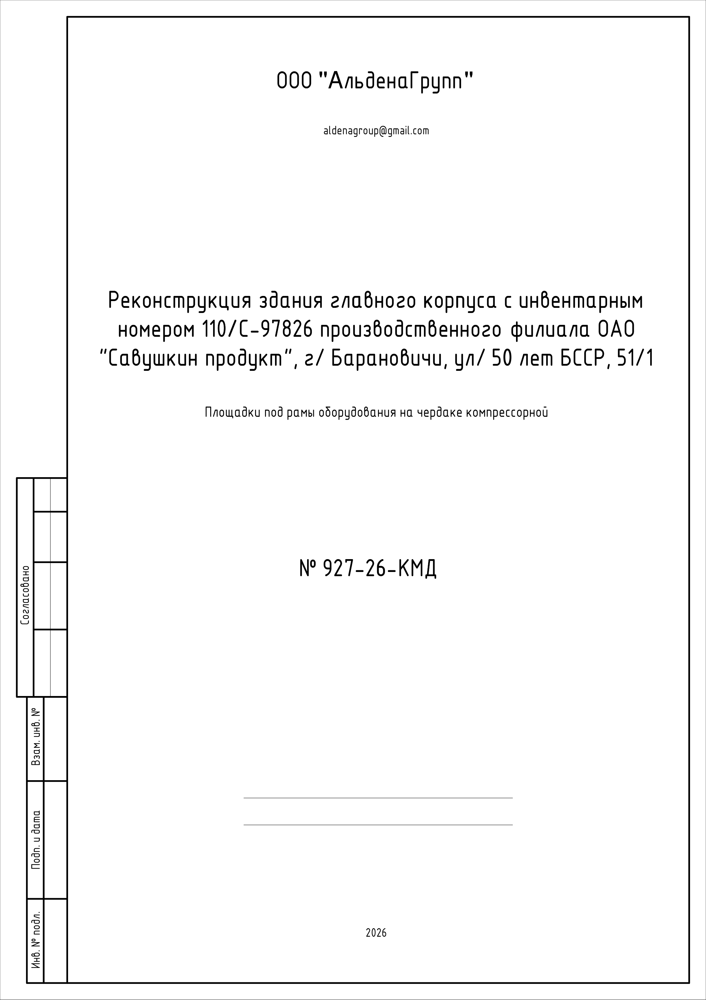 ООО "АльденаГрупп"
aldenagroup@gmail.com
Реконструкция здания главного корпуса с инвентарным
номером 110/С-97826 производственного филиала ОАО
"Савушкин продукт", г/ Барановичи, ул/ 50 лет БССР, 51/1
Площадки под рамы оборудования на чердаке компрессорной
№ 927-26-КМД
Согласовано
Взам. инв. №
Подп. и дата
Инв. № подл.
2026